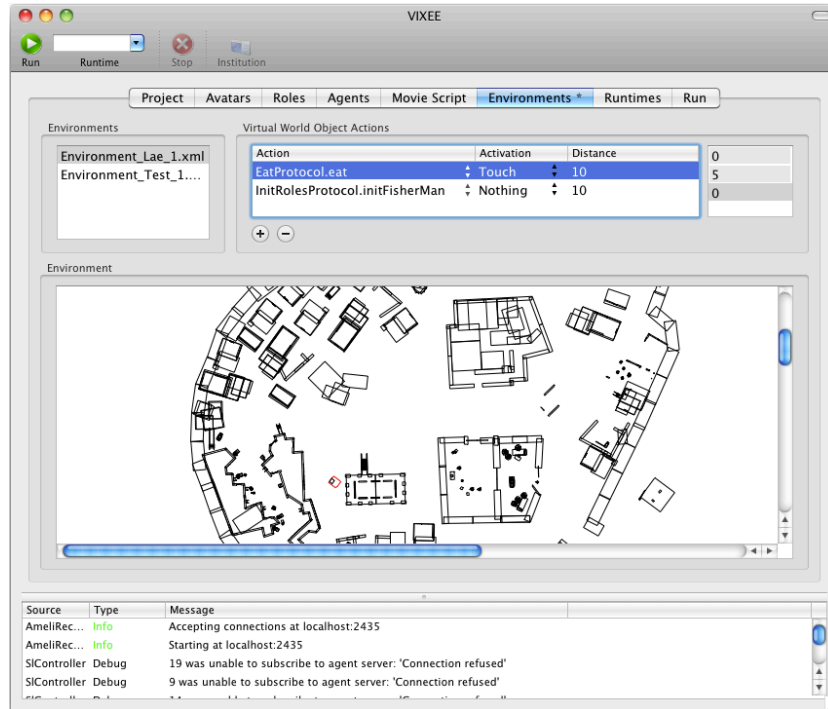 VIXEE
Run Runtime Stop Institution
Project Avatars Roles Agents Movie Script Environments * Runtimes Run
Environments
Environment_Lae_1.xml
Environment_Test_1....
Virtual World Object Actions
Action Activation Distance
EatProtocol.eat Touch 10
InitRolesProtocol.initFisherMan Nothing 10
0
5
0
Environment
Source Type Message
AmeliRec... Info Accepting connections at localhost:2435
AmeliRec... Info Starting at localhost:2435
SlController Debug 19 was unable to subscribe to agent server: 'Connection refused'
SlController Debug 9 was unable to subscribe to agent server: 'Connection refused'